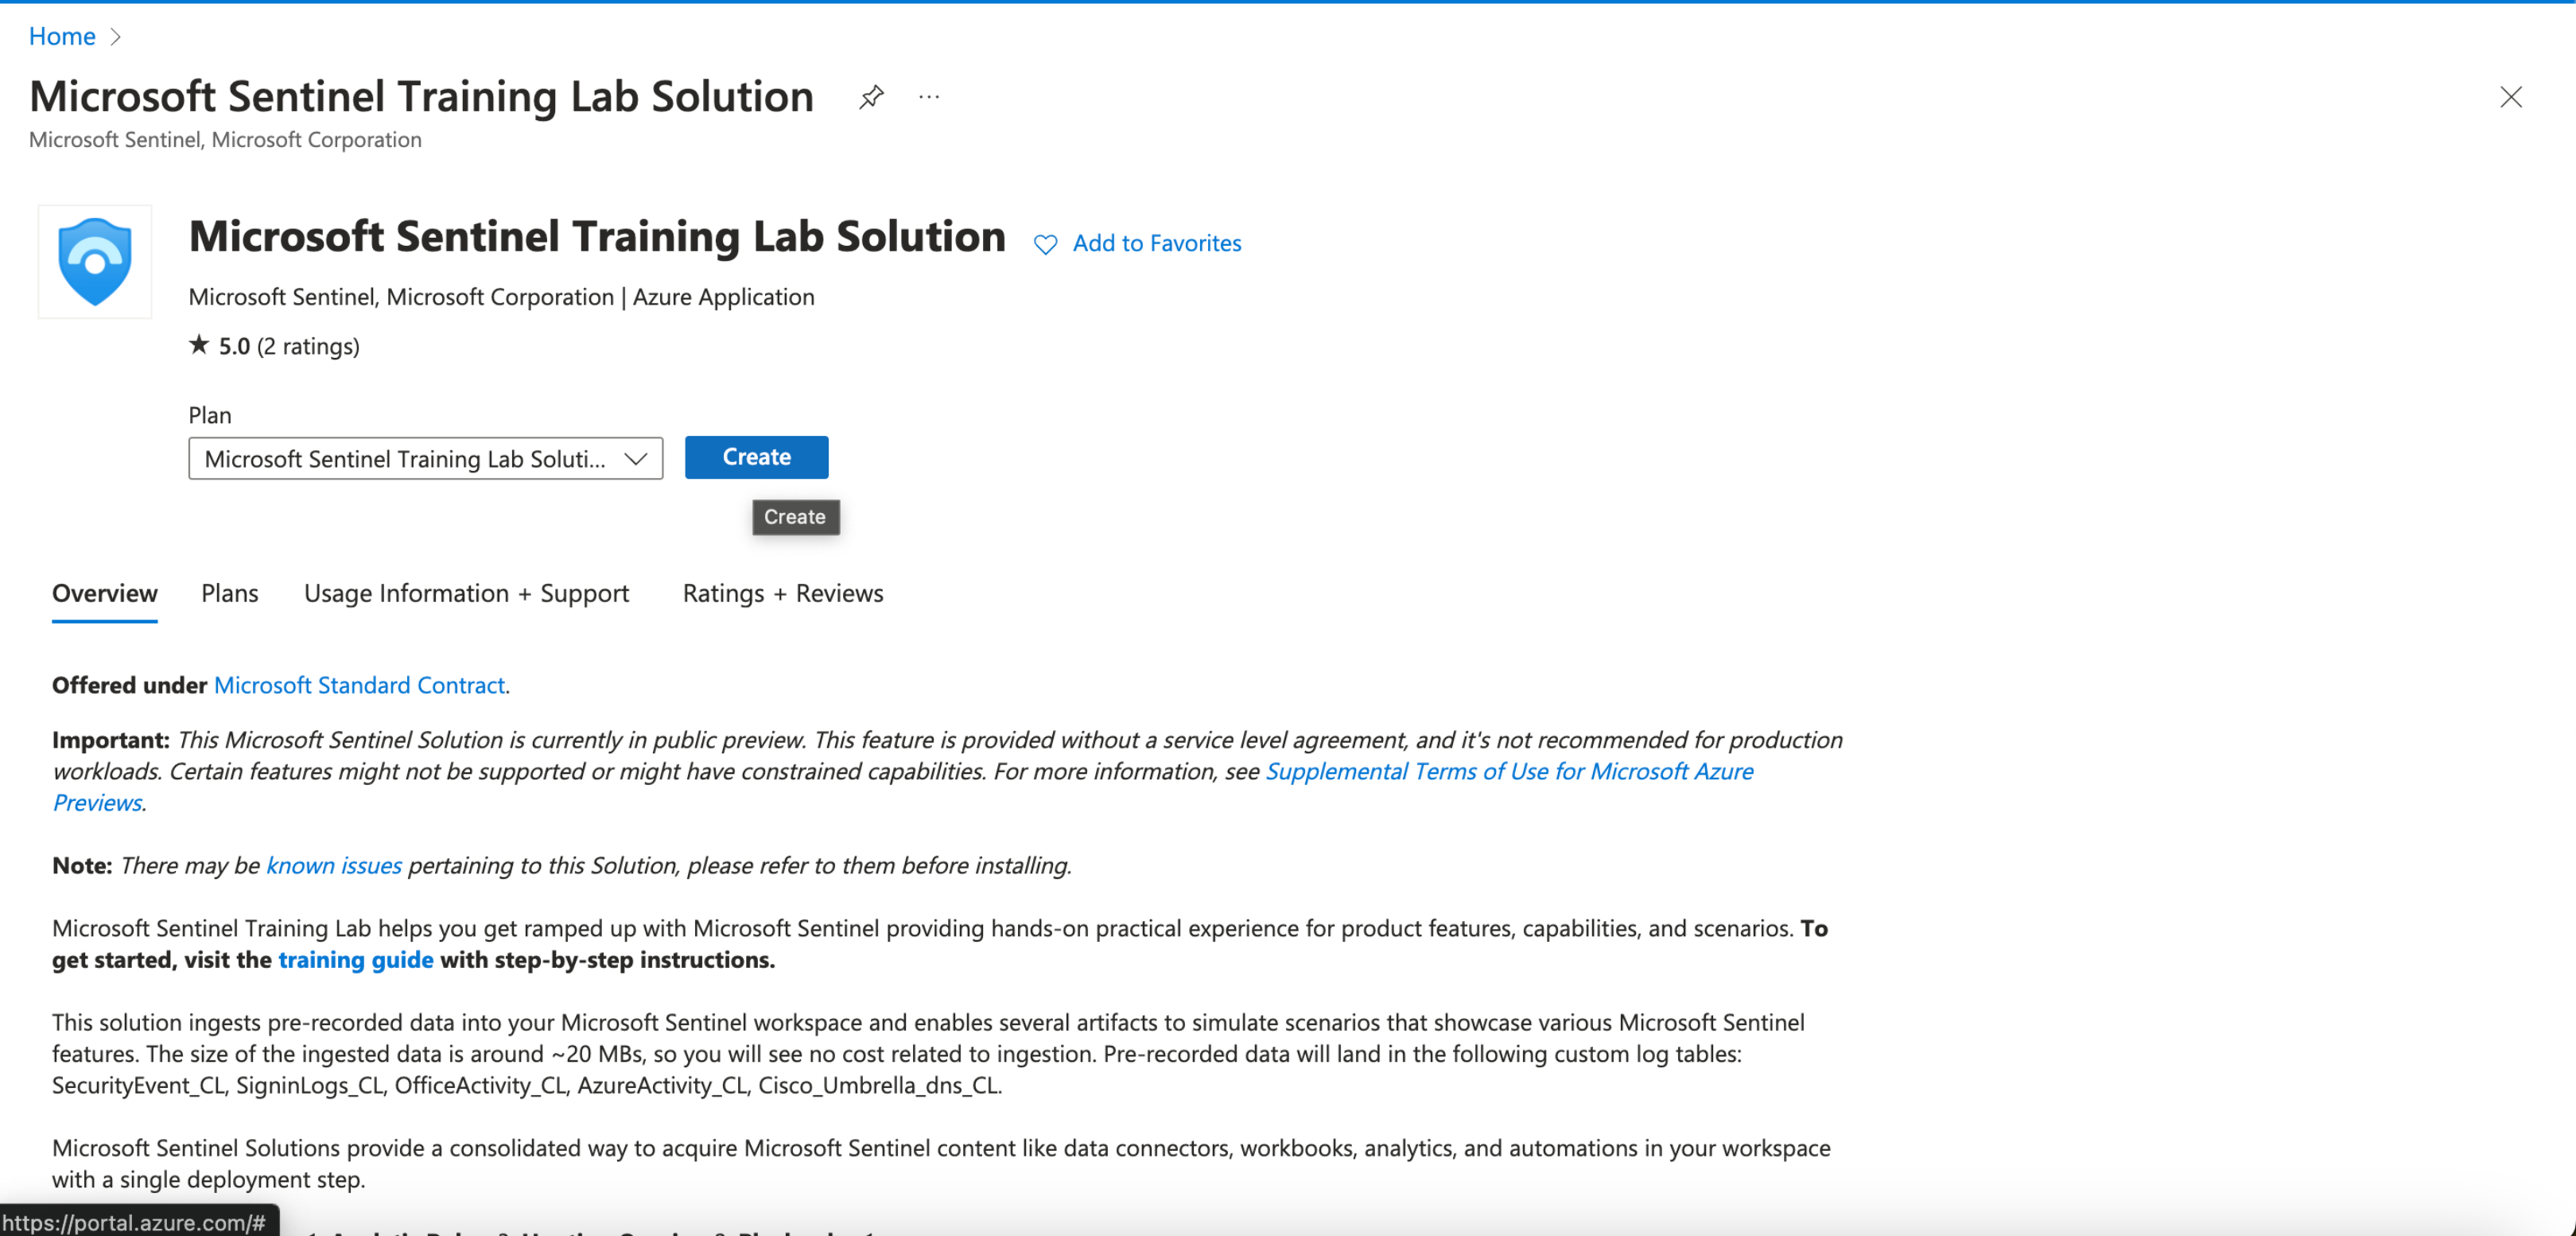 Home
Microsoft Sentinel Training Lab Solution
Microsoft Sentinel, Microsoft Corporation
Microsoft Sentinel Training Lab Solution
Add to Favorites
Microsoft Sentinel, Microsoft Corporation | Azure Application
★ 5.0 (2 ratings)
Plan
Microsoft Sentinel Training Lab Soluti...
Create
Create
Overview Plans Usage Information + Support Ratings + Reviews
Offered under Microsoft Standard Contract.
Important: This Microsoft Sentinel Solution is currently in public preview. This feature is provided without a service level agreement, and it's not recommended for production
workloads. Certain features might not be supported or might have constrained capabilities. For more information, see Supplemental Terms of Use for Microsoft Azure
Previews.
Note: There may be known issues pertaining to this Solution, please refer to them before installing.
Microsoft Sentinel Training Lab helps you get ramped up with Microsoft Sentinel providing hands-on practical experience for product features, capabilities, and scenarios. To
get started, visit the training guide with step-by-step instructions.
This solution ingests pre-recorded data into your Microsoft Sentinel workspace and enables several artifacts to simulate scenarios that showcase various Microsoft Sentinel
features. The size of the ingested data is around ~20 MBs, so you will see no cost related to ingestion. Pre-recorded data will land in the following custom log tables:
SecurityEvent_CL, SigninLogs_CL, OfficeActivity_CL, AzureActivity_CL, Cisco_Umbrella_dns_CL.
Microsoft Sentinel Solutions provide a consolidated way to acquire Microsoft Sentinel content like data connectors, workbooks, analytics, and automations in your workspace
with a single deployment step.
https://portal.azure.com/#